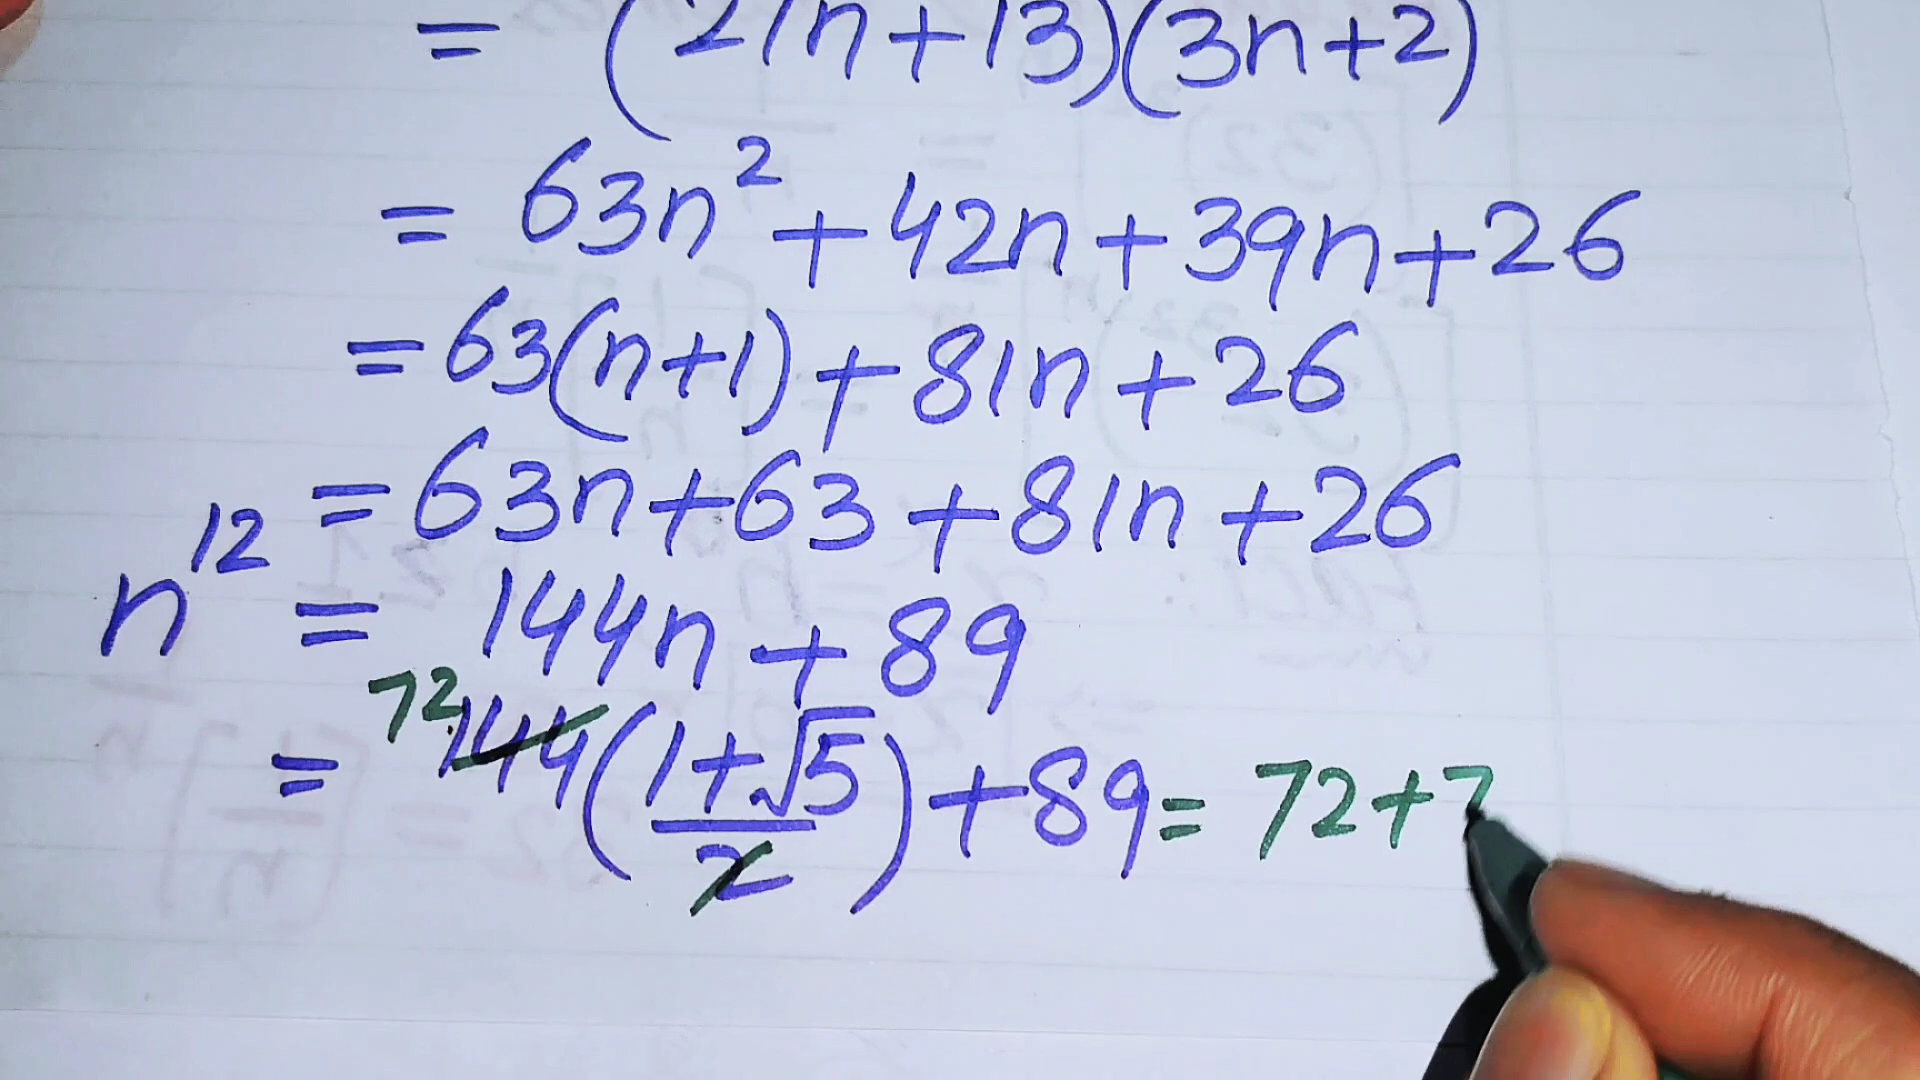 = (21n+13)(3n+2)
= 63n² + 42n + 39n + 26
= 63(n+1) + 81n + 26
= 63n + 63 + 81n + 26
n¹² = 144n + 89
= 72 144((1+√5)/2) + 89 = 72+7